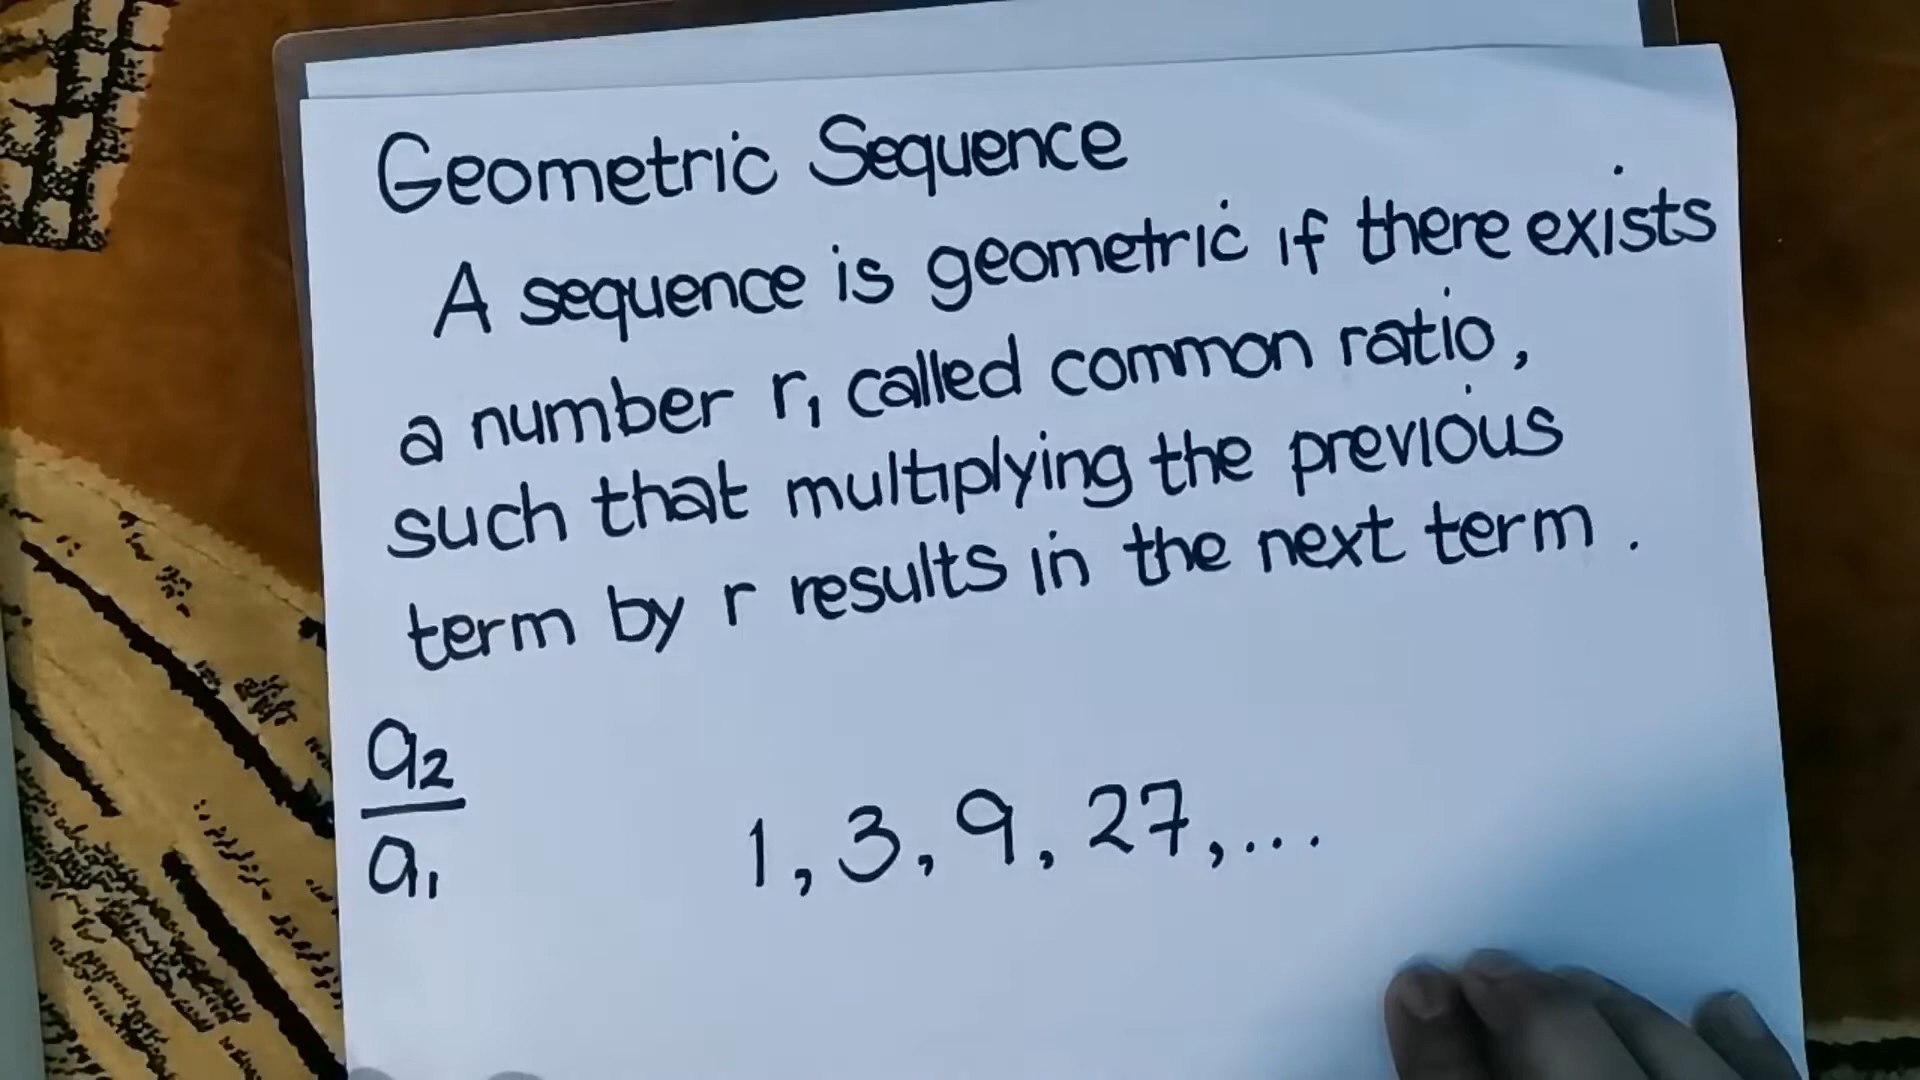 Geometric Sequence
A sequence is geometric if there exists
a number r, called common ratio,
such that multiplying the previous
term by r results in the next term.
a₂
a₁
1, 3, 9, 27, ...